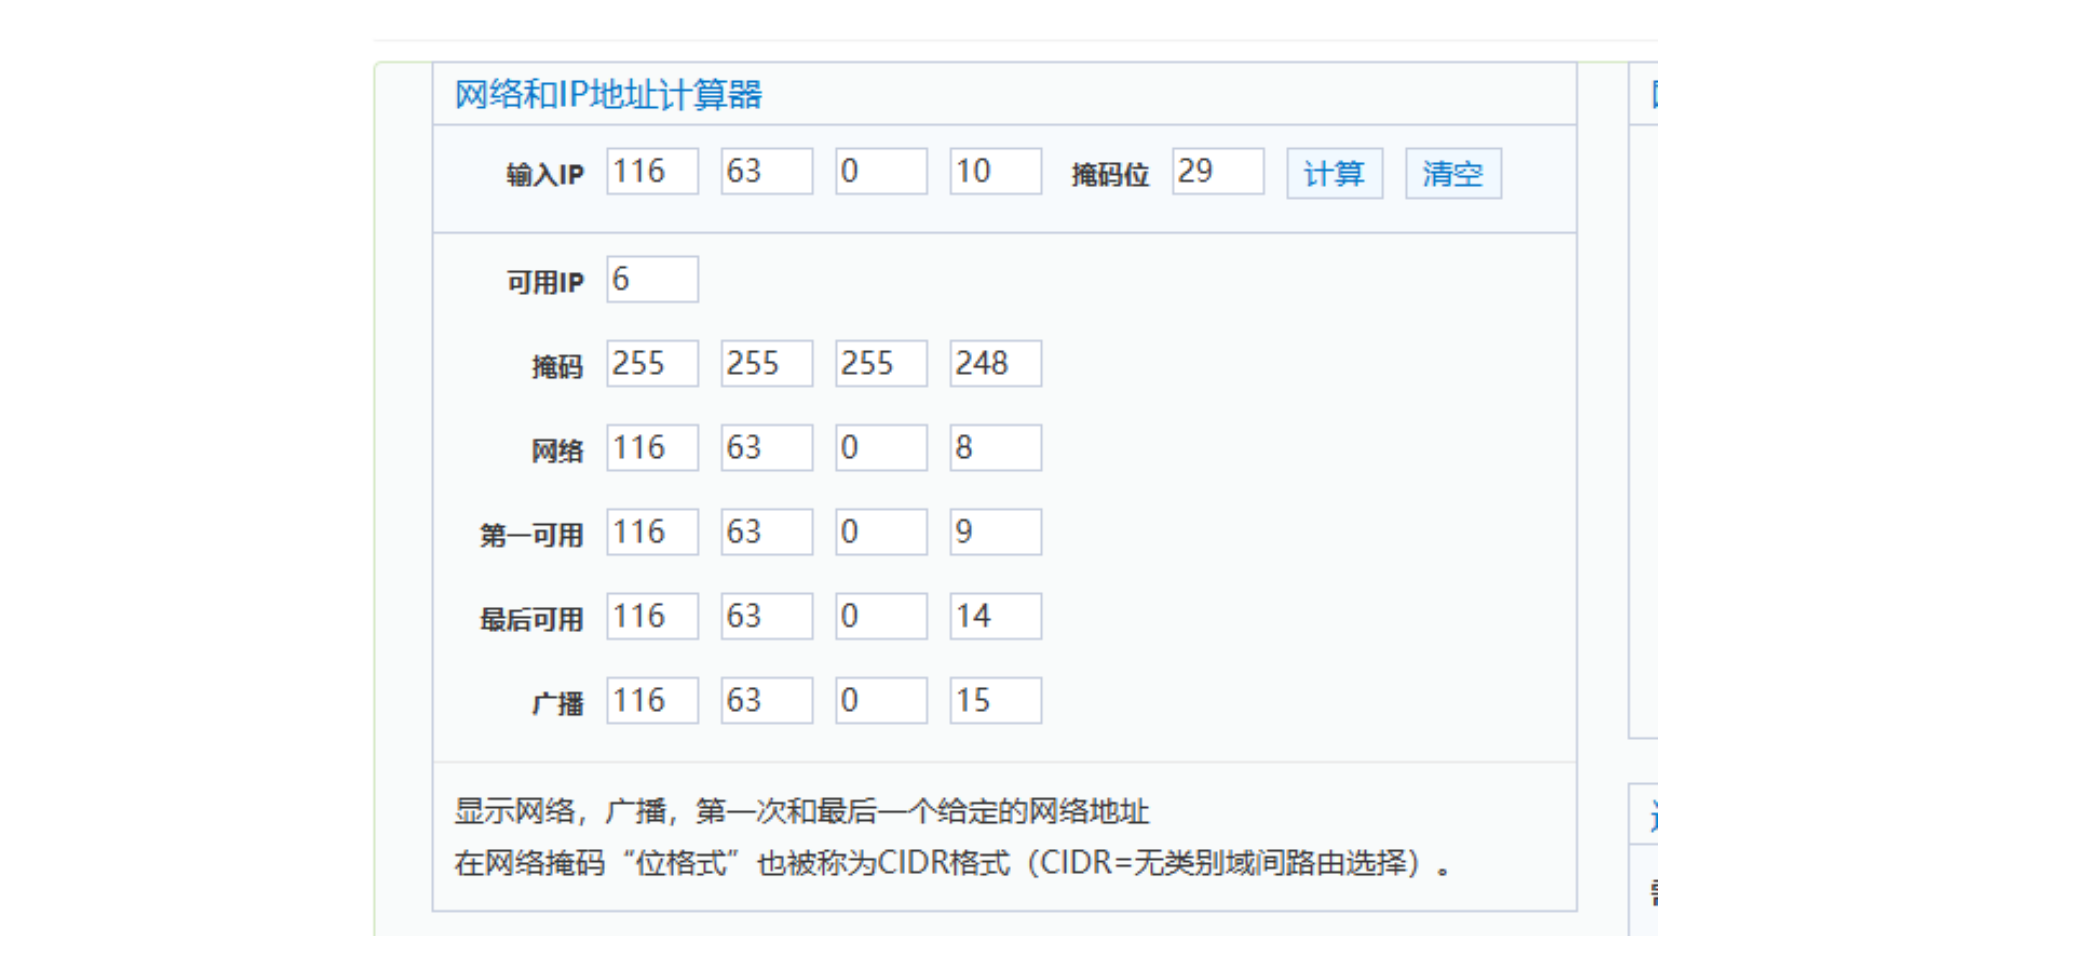 网络和IP地址计算器
输入IP 116 63 0 10 掩码位 29 计算 清空
可用IP 6
掩码 255 255 255 248
网络 116 63 0 8
第一可用 116 63 0 9
最后可用 116 63 0 14
广播 116 63 0 15
显示网络，广播，第一次和最后一个给定的网络地址
在网络掩码“位格式”也被称为CIDR格式（CIDR=无类别域间路由选择）。